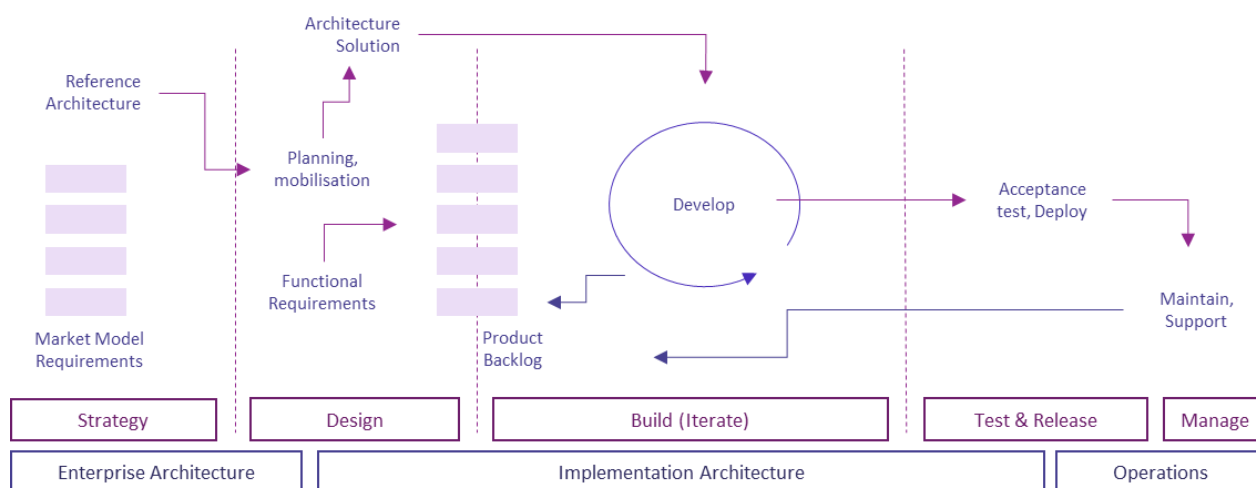 Architecture
Solution
Reference
Architecture
Planning,
mobilisation
Develop
Acceptance
test, Deploy
Functional
Requirements
Maintain,
Support
Market Model
Requirements
Product
Backlog
Strategy
Design
Build (Iterate)
Test & Release
Manage
Enterprise Architecture
Implementation Architecture
Operations